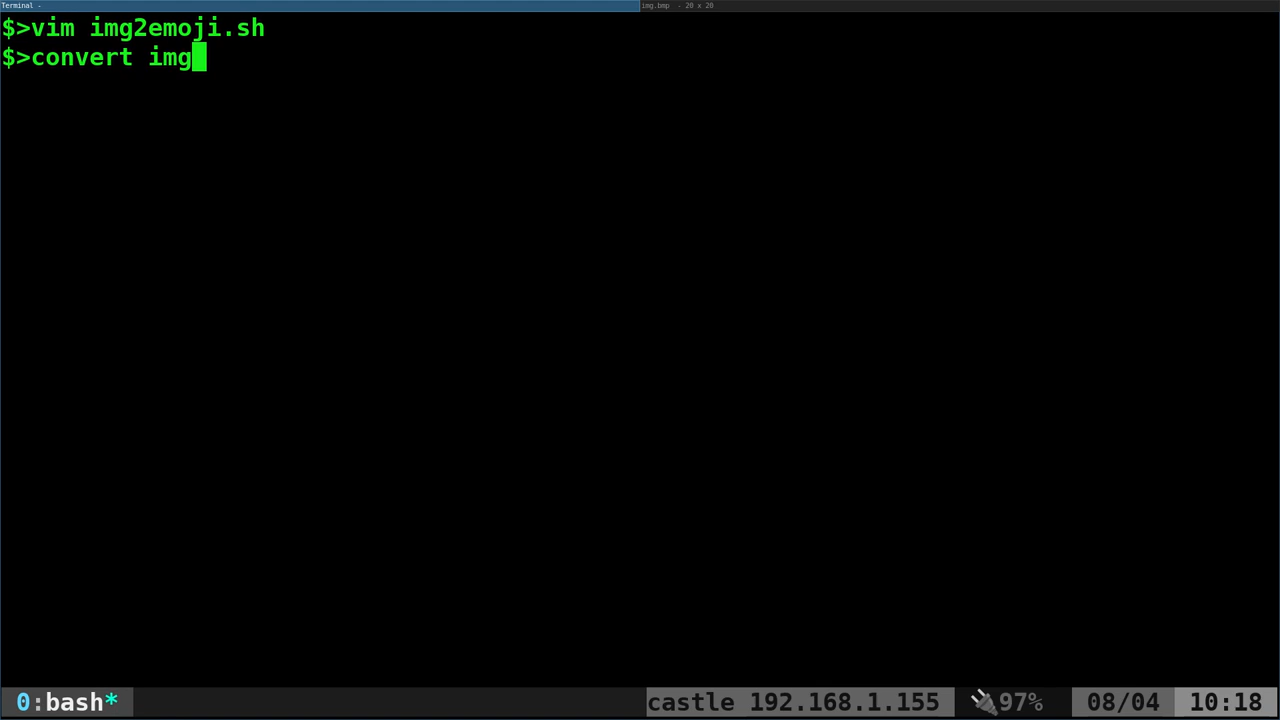 Terminal -
img.bmp  - 20 x 20
$>vim img2emoji.sh
$>convert img
0:bash*
castle 192.168.1.155
97%
08/04
10:18